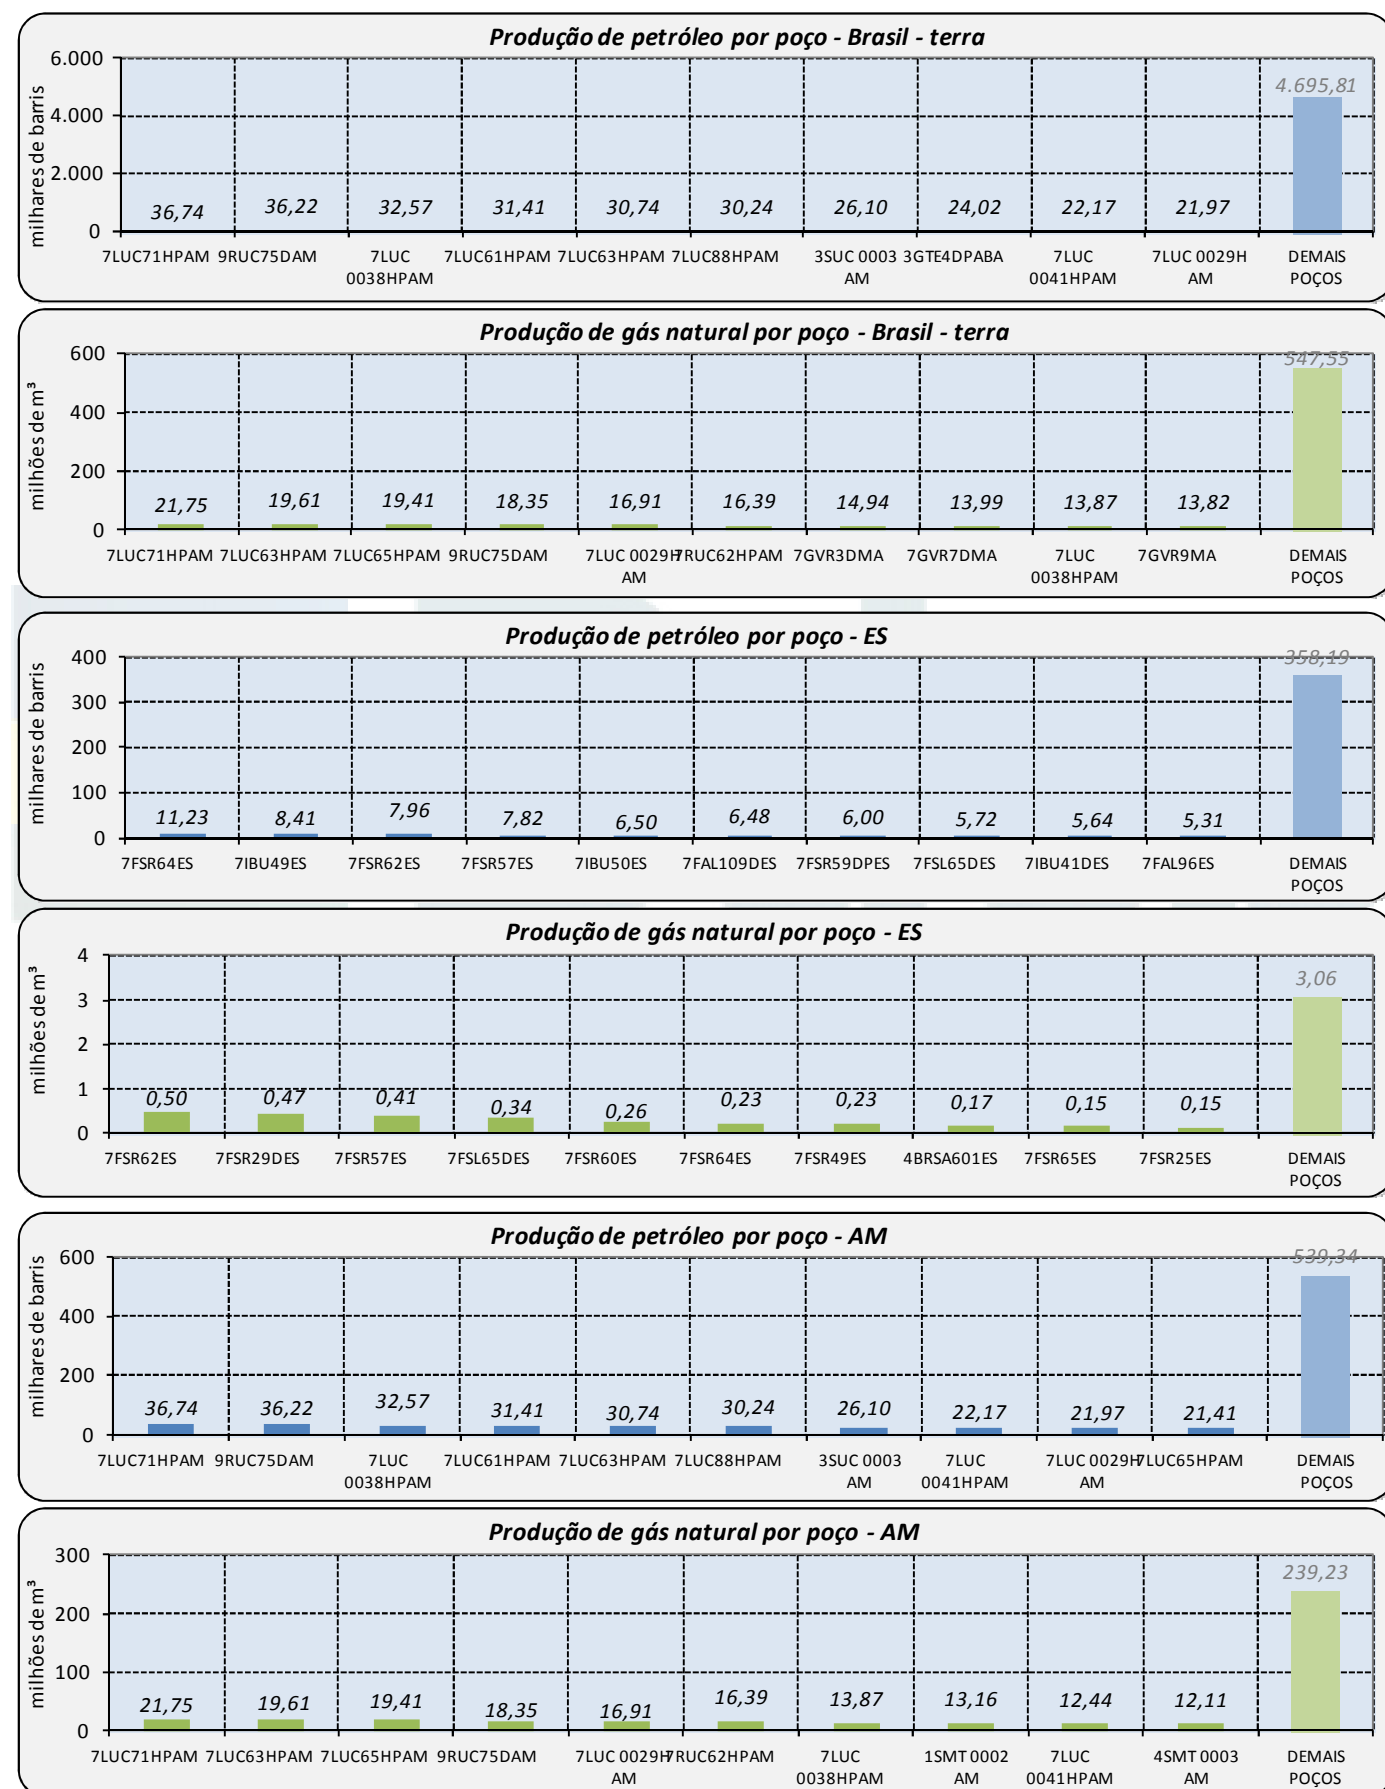 Produção de petróleo por poço - Brasil - terra
milhares de barris
6.000
4.000
2.000
0
36,74 36,22 32,57 31,41 30,74 30,24 26,10 24,02 22,17 21,97 4.695,81
7LUC71HPAM 9RUC75DAM 7LUC 7LUC61HPAM 7LUC63HPAM 7LUC88HPAM 3SUC 0003 3GTE4DPABA 7LUC 7LUC 0029H DEMAIS
0038HPAM AM 0041HPAM AM POÇOS
Produção de gás natural por poço - Brasil - terra
milhões de m³
600
400
200
0
21,75 19,61 19,41 18,35 16,91 16,39 14,94 13,99 13,87 13,82 547,55
7LUC71HPAM 7LUC63HPAM 7LUC65HPAM 9RUC75DAM 7LUC 0029H 7RUC62HPAM 7GVR3DMA 7GVR7DMA 7LUC 7GVR9MA DEMAIS
AM 0038HPAM POÇOS
Produção de petróleo por poço - ES
milhares de barris
400
300
200
100
0
11,23 8,41 7,96 7,82 6,50 6,48 6,00 5,72 5,64 5,31 358,19
7FSR64ES 7IBU49ES 7FSR62ES 7FSR57ES 7IBU50ES 7FAL109DES 7FSR59DPES 7FSL65DES 7IBU41DES 7FAL96ES DEMAIS
POÇOS
Produção de gás natural por poço - ES
milhões de m³
4
3
2
1
0
0,50 0,47 0,41 0,34 0,26 0,23 0,23 0,17 0,15 0,15 3,06
7FSR62ES 7FSR29DES 7FSR57ES 7FSL65DES 7FSR60ES 7FSR64ES 7FSR49ES 4BRSA601ES 7FSR65ES 7FSR25ES DEMAIS
POÇOS
Produção de petróleo por poço - AM
milhares de barris
600
400
200
0
36,74 36,22 32,57 31,41 30,74 30,24 26,10 22,17 21,97 21,41 539,34
7LUC71HPAM 9RUC75DAM 7LUC 7LUC61HPAM 7LUC63HPAM 7LUC88HPAM 3SUC 0003 7LUC 7LUC 0029H 7LUC65HPAM DEMAIS
0038HPAM AM 0041HPAM AM POÇOS
Produção de gás natural por poço - AM
milhões de m³
300
200
100
0
21,75 19,61 19,41 18,35 16,91 16,39 13,87 13,16 12,44 12,11 239,23
7LUC71HPAM 7LUC63HPAM 7LUC65HPAM 9RUC75DAM 7LUC 0029H 7RUC62HPAM 7LUC 1SMT 0002 7LUC 4SMT 0003 DEMAIS
AM 0038HPAM AM 0041HPAM AM POÇOS